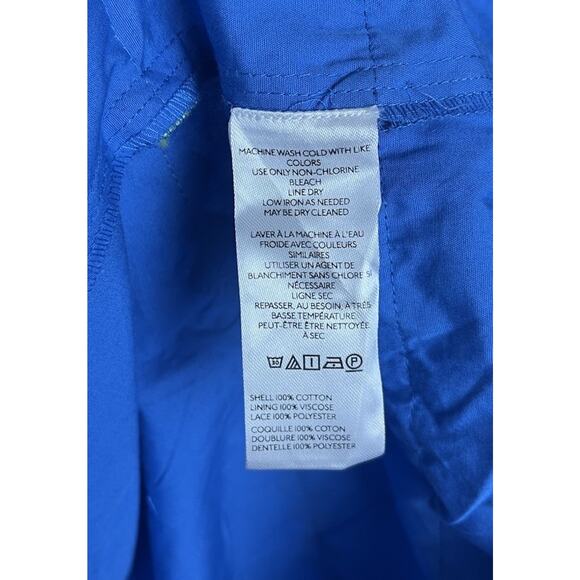 MACHINE WASH COLD WITH LIKE
COLORS
USE ONLY NON-CHLORINE
BLEACH
LINE DRY
LOW IRON AS NEEDED
MAY BE DRY CLEANED
LAVER À LA MACHINE À L'EAU
FROIDE AVEC COULEURS
SIMILAIRES
UTILISER UN AGENT DE
BLANCHIMENT SANS CHLORE SI
NÉCESSAIRE
LIGNE SEC
REPASSER, AU BESOIN, À TRÈS
BASSE TEMPÉRATURE
PEUT-ÊTRE ÊTRE NETTOYÉE
À SEC
30 P
SHELL 100% COTTON
LINING 100% VISCOSE
LACE 100% POLYESTER
COQUILLE 100% COTON
DOUBLURE 100% VISCOSE
DENTELLE 100% POLYESTER